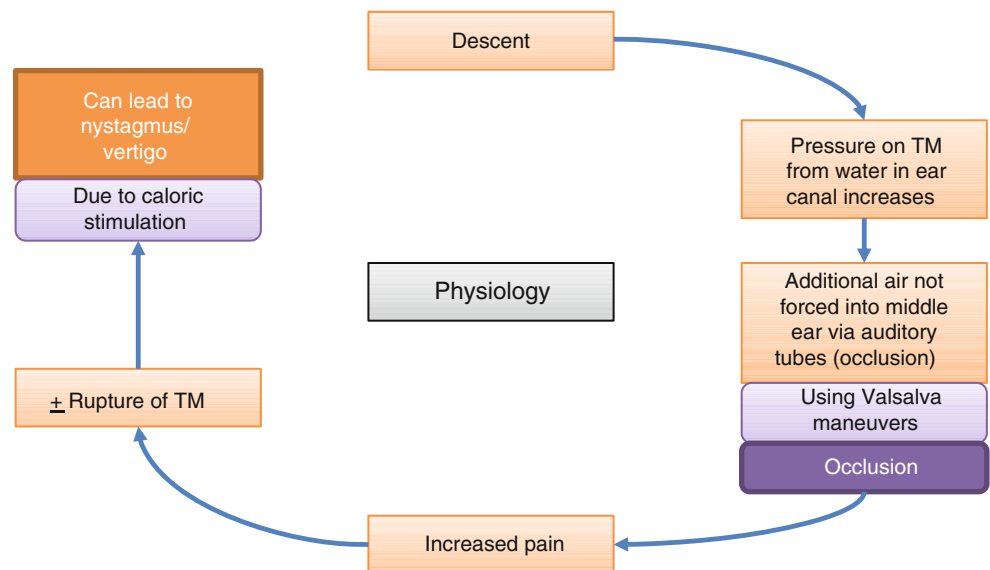 Descent
Pressure on TM
from water in ear
canal increases
Additional air not
forced into middle
ear via auditory
tubes (occlusion)
Using Valsalva
maneuvers
Occlusion
Increased pain
± Rupture of TM
Due to caloric
stimulation
Can lead to
nystagmus/
vertigo
Physiology